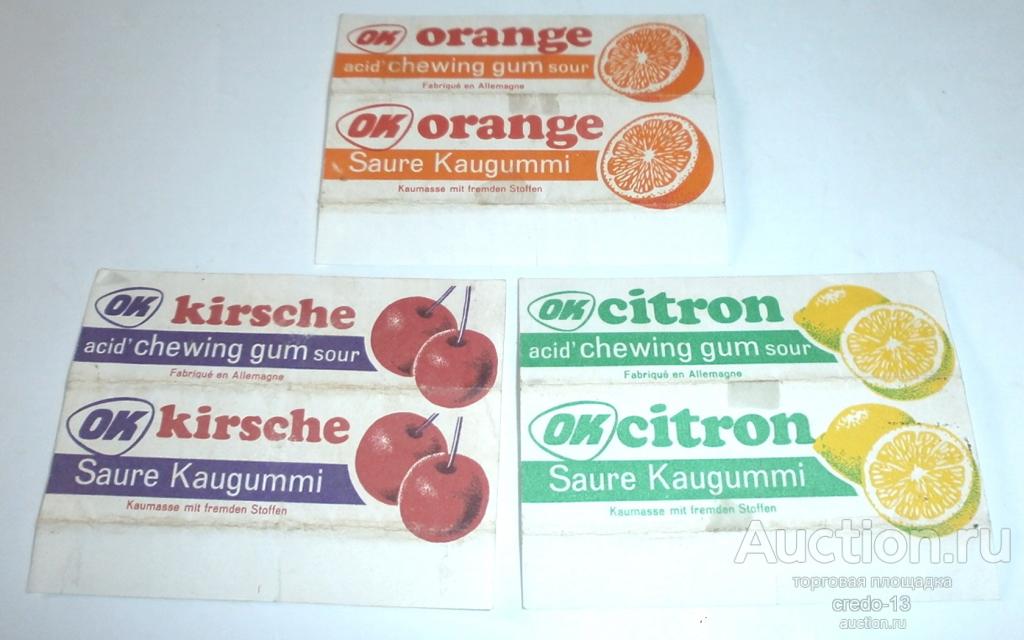 OK orange
acid' chewing gum sour
Fabriqué en Allemagne
OK orange
Saure Kaugummi
Kaumasse mit fremden Stoffen
OK kirsche
acid' chewing gum sour
Fabriqué en Allemagne
OK kirsche
Saure Kaugummi
Kaumasse mit fremden Stoffen
OK citron
acid' chewing gum sour
Fabriqué en Allemagne
OK citron
Saure Kaugummi
Kaumasse mit fremden Stoffen
Auction.ru
торговая площадка
credo-13
auction.ru